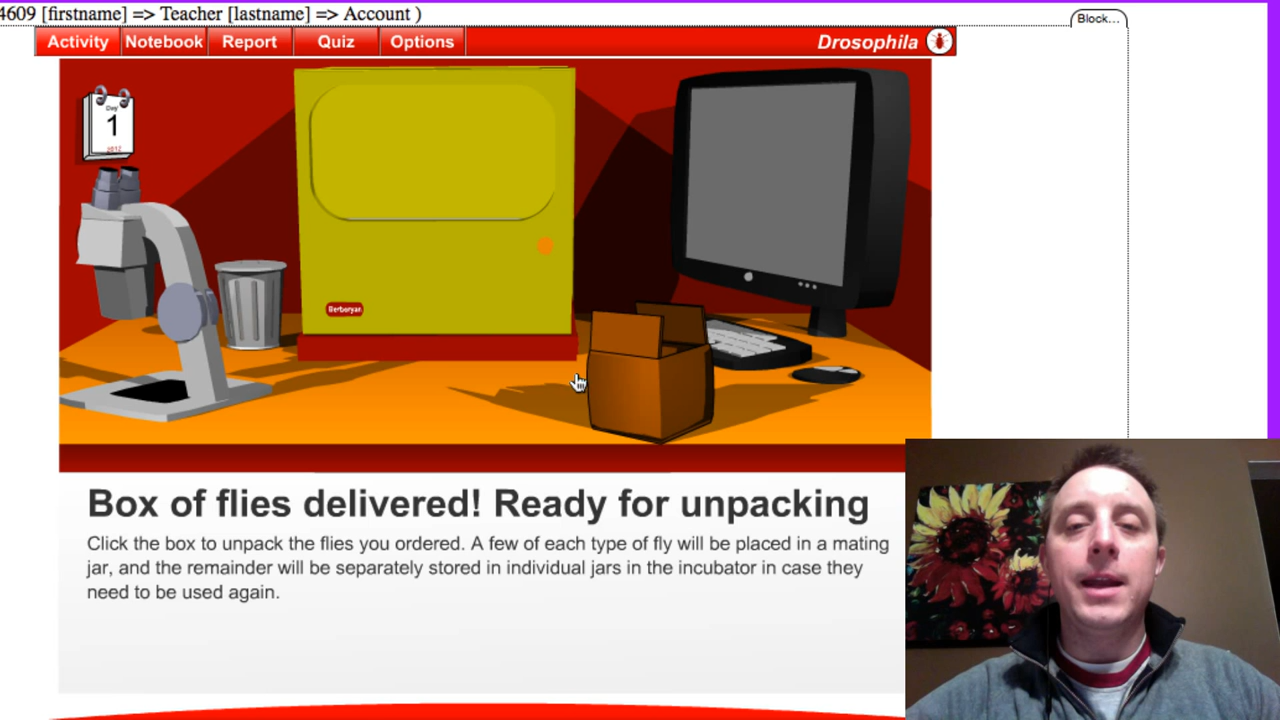 4609 [firstname] => Teacher [lastname] => Account )
Block...
Activity Notebook Report Quiz Options Drosophila
Day
1
2012
Berboryan
Box of flies delivered! Ready for unpacking
Click the box to unpack the flies you ordered. A few of each type of fly will be placed in a mating
jar, and the remainder will be separately stored in individual jars in the incubator in case they
need to be used again.